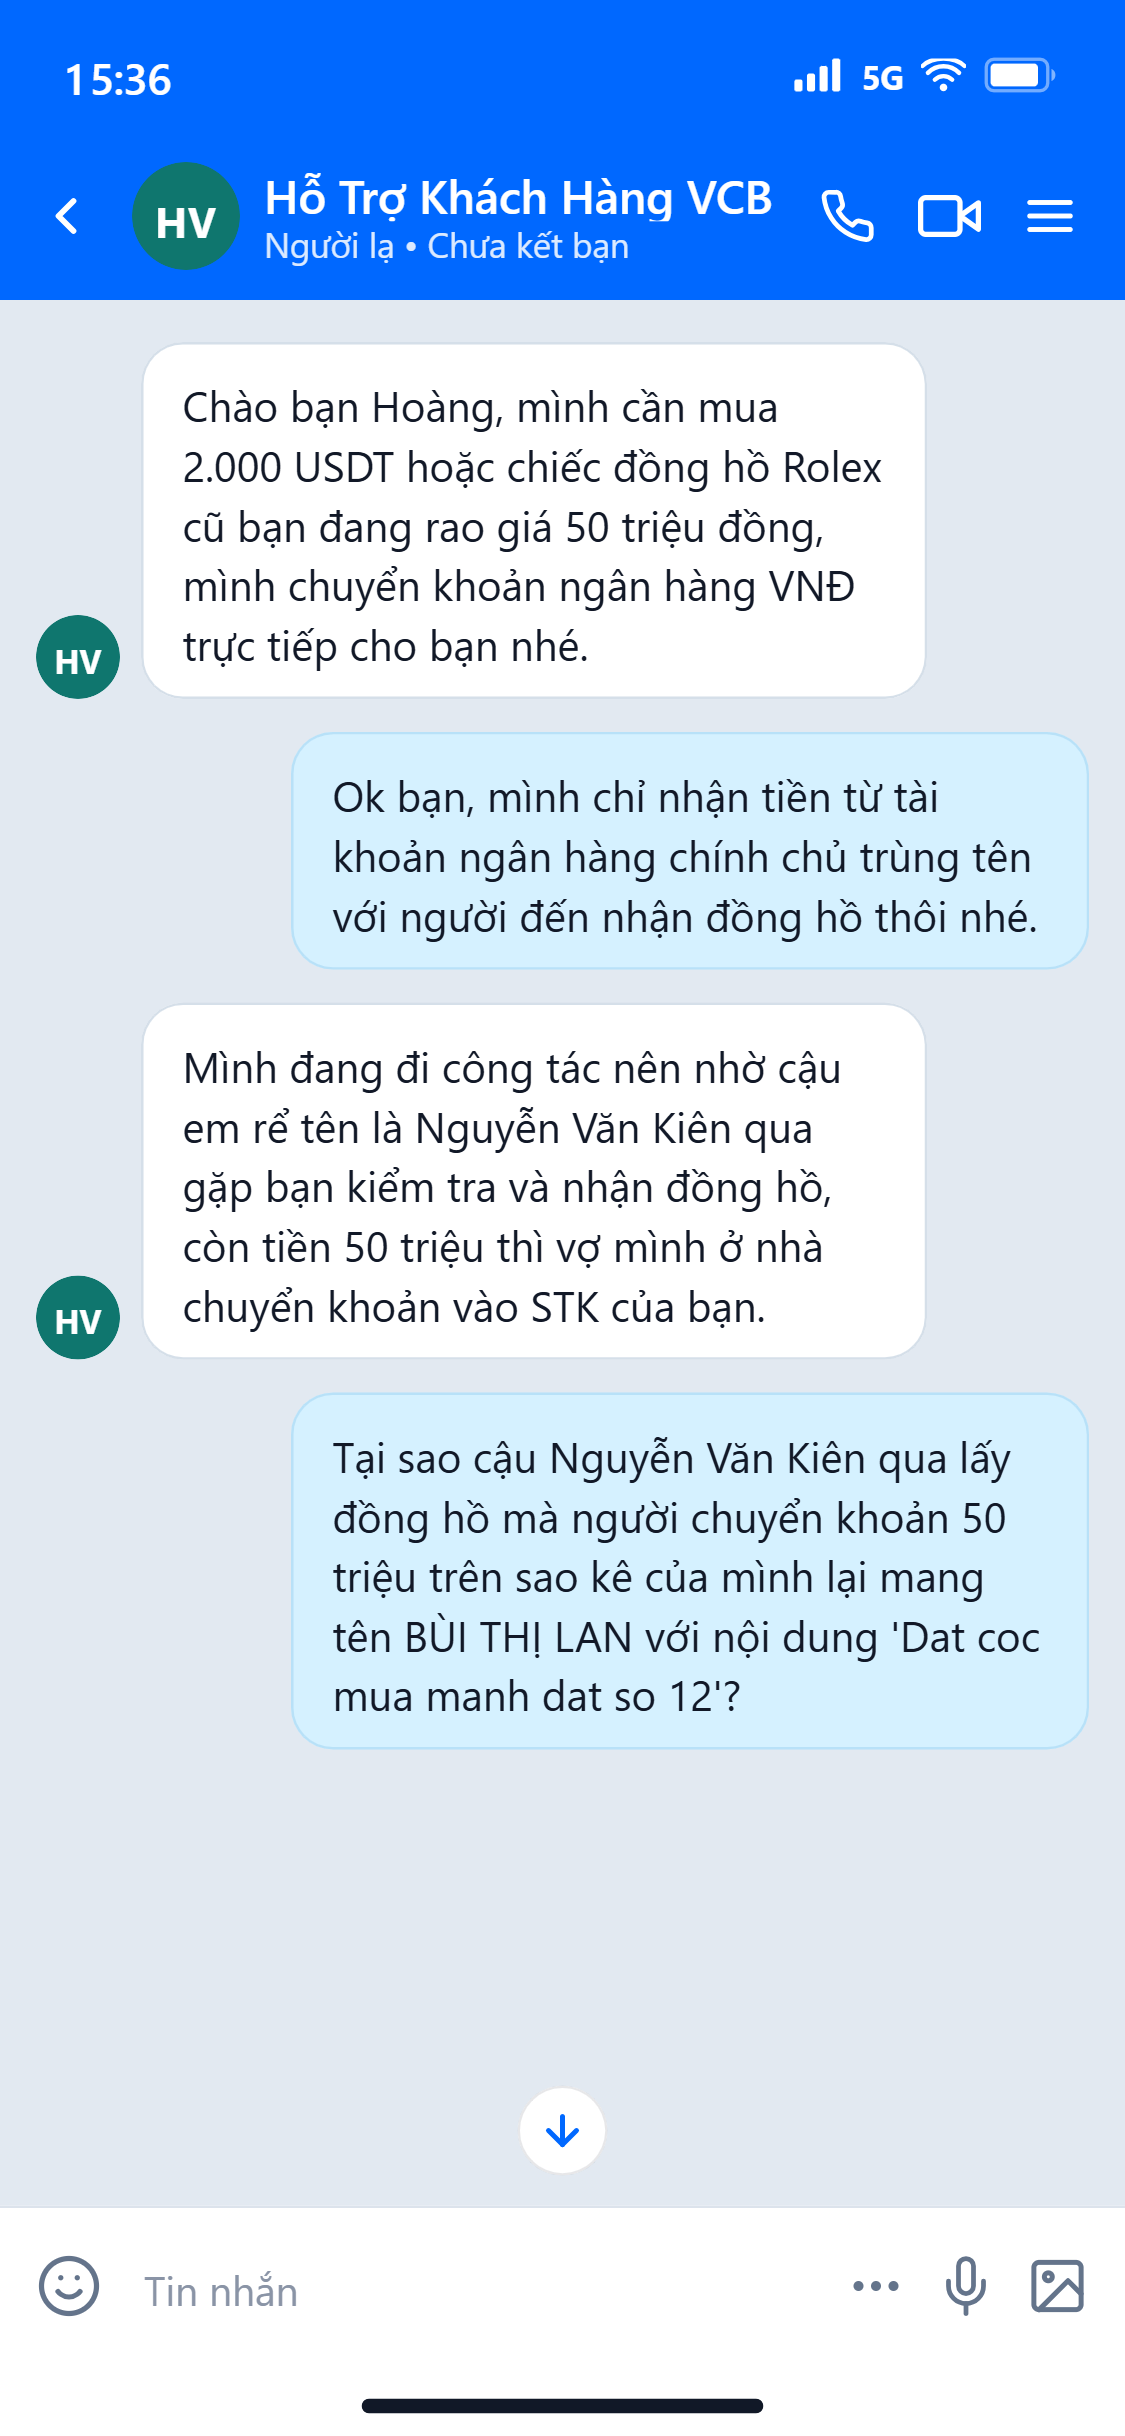 15:36
5G
HV
Hỗ Trợ Khách Hàng VCB
Người lạ • Chưa kết bạn
Chào bạn Hoàng, mình cần mua
2.000 USDT hoặc chiếc đồng hồ Rolex
cũ bạn đang rao giá 50 triệu đồng,
mình chuyển khoản ngân hàng VNĐ
trực tiếp cho bạn nhé.
HV
Ok bạn, mình chỉ nhận tiền từ tài
khoản ngân hàng chính chủ trùng tên
với người đến nhận đồng hồ thôi nhé.
Mình đang đi công tác nên nhờ cậu
em rể tên là Nguyễn Văn Kiên qua
gặp bạn kiểm tra và nhận đồng hồ,
còn tiền 50 triệu thì vợ mình ở nhà
chuyển khoản vào STK của bạn.
HV
Tại sao cậu Nguyễn Văn Kiên qua lấy
đồng hồ mà người chuyển khoản 50
triệu trên sao kê của mình lại mang
tên BÙI THỊ LAN với nội dung 'Dat coc
mua manh dat so 12'?
Tin nhắn